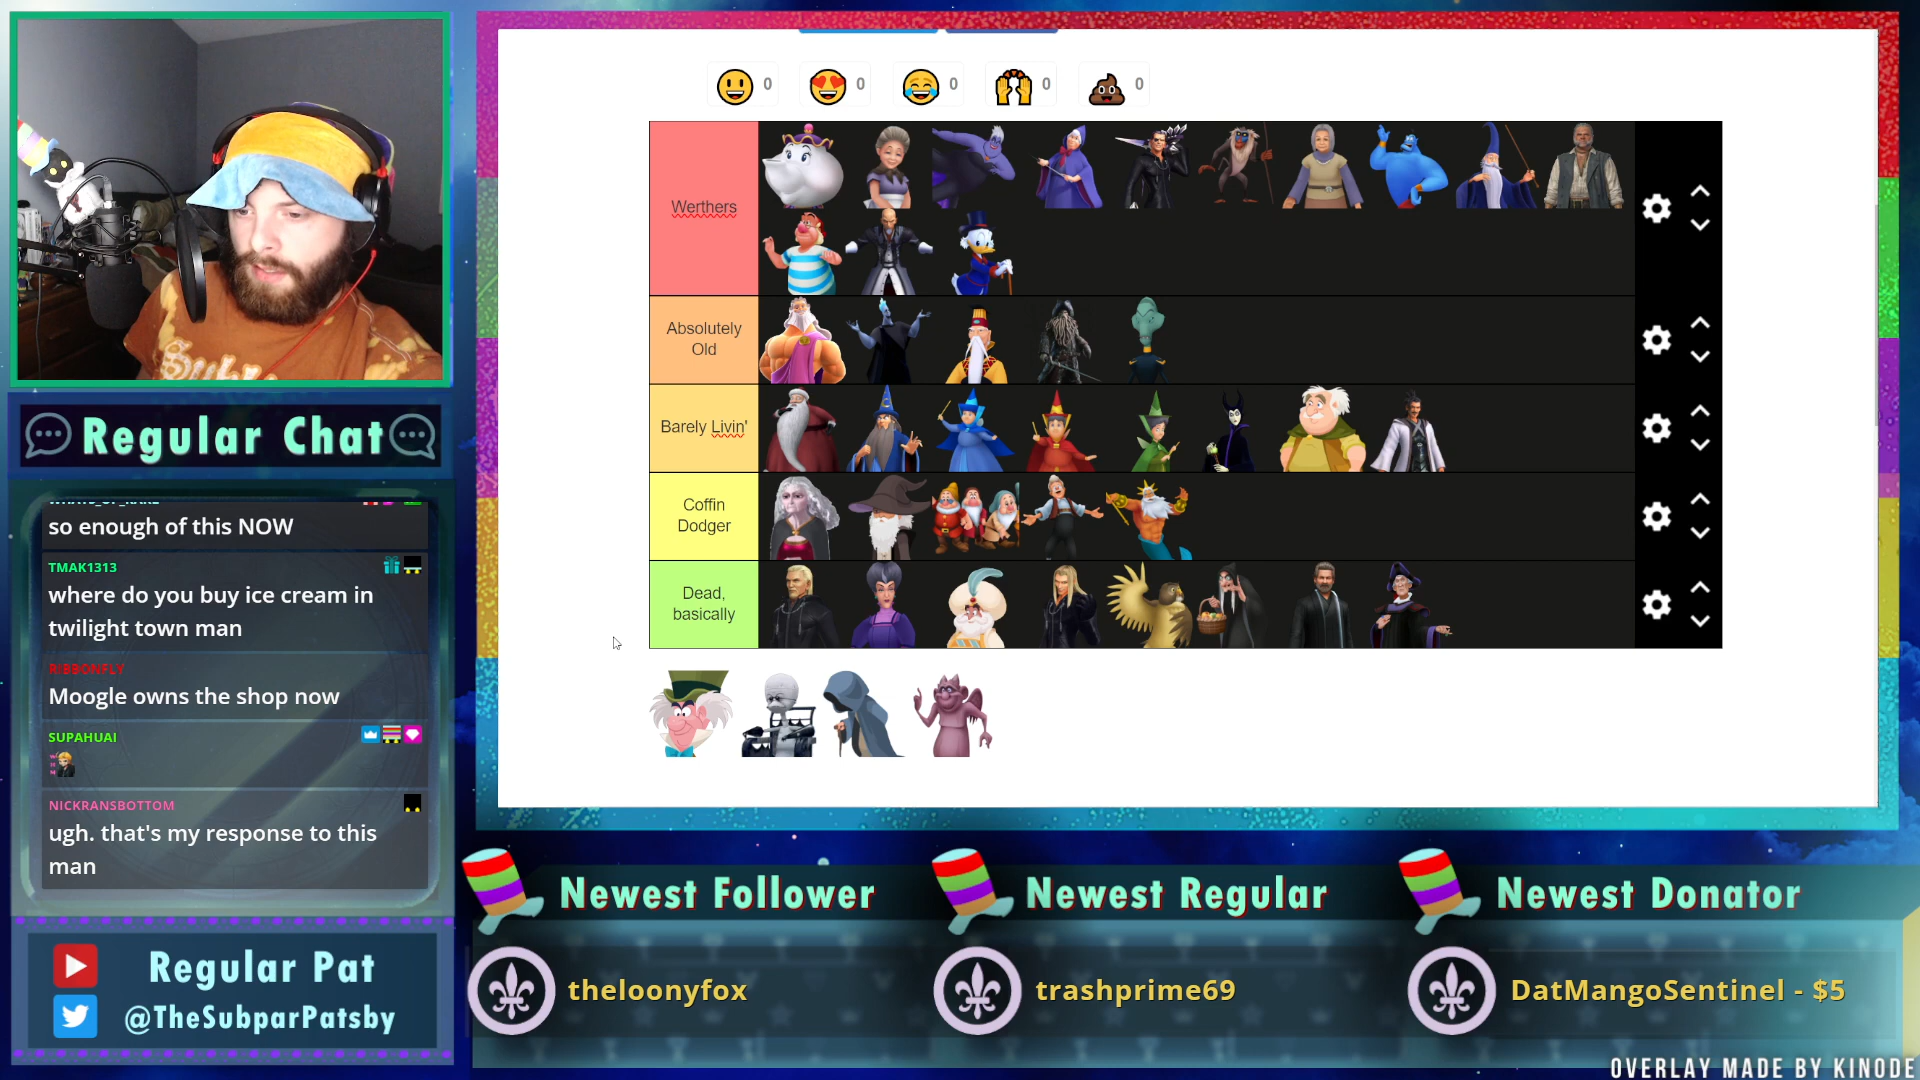 Regular Chat
so enough of this NOW
TMAK1313
where do you buy ice cream in
twilight town man
RIBBONFLY
Moogle owns the shop now
SUPAHUAI
NICKRANSBOTTOM
ugh. that's my response to this
man
Regular Pat
@TheSubparPatsby
0 0 0 0 0
Werthers
Absolutely
Old
Barely Livin'
Coffin
Dodger
Dead,
basically
Newest Follower
theloonyfox
Newest Regular
trashprime69
Newest Donator
DatMangoSentinel - $5
OVERLAY MADE BY KINODE